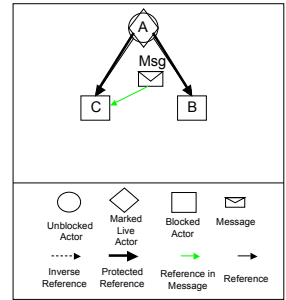 A
Msg
C
B
Unblocked Actor
Marked Live Actor
Blocked Actor
Message
Inverse Reference
Protected Reference
Reference in Message
Reference